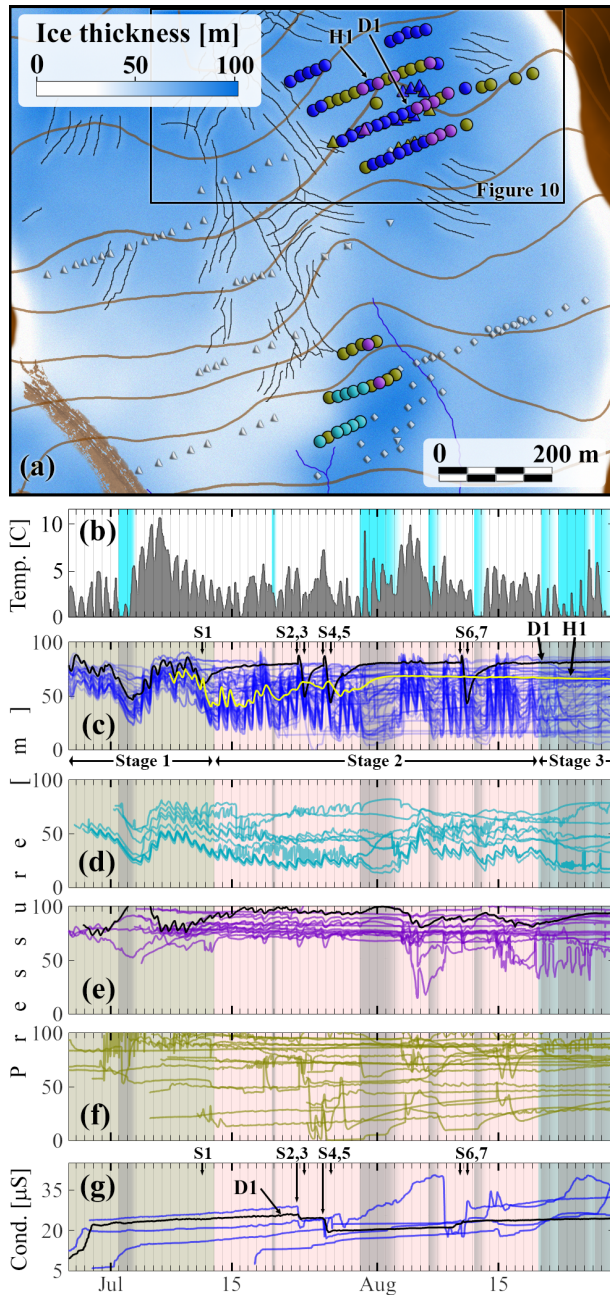 Ice thickness [m]
0 50 100
H1 D1
Figure 10
(a)
0 200 m
Temp. [C]
10
5
0
(b)
S1 S2,3 S4,5 S6,7 D1 H1
100
50
0
(c)
Stage 1 Stage 2 Stage 3
Pressure [m]
50
0
(d)
100
50
0
(e)
100
50
0
(f)
S1 S2,3 S4,5 S6,7
Cond. [µS]
35
20
5
D1
(g)
Jul 15 Aug 15